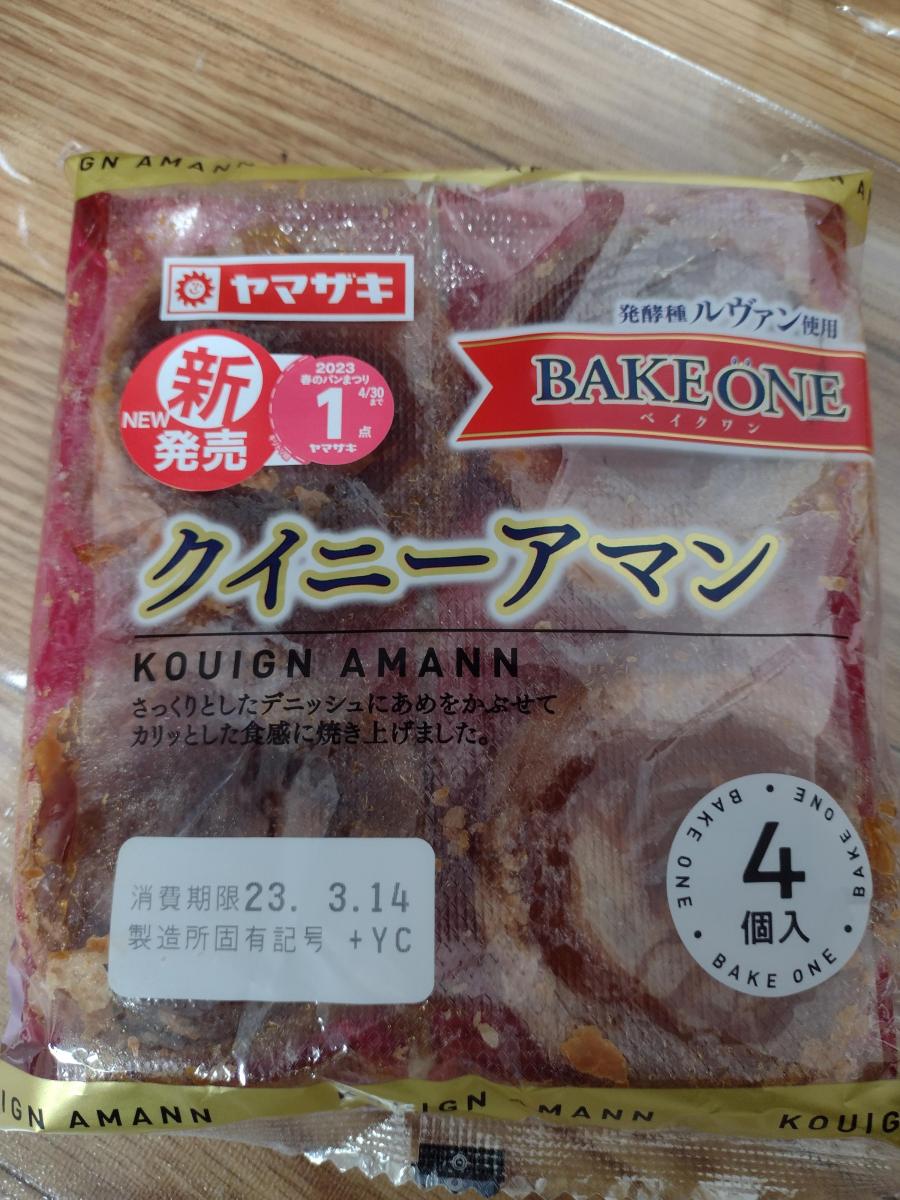 GN AMANN
ヤマザキ
発酵種 ルヴァン使用
BAKE ONE
ベイクワン
NEW
新
発売
2023
春のパンまつり
4/30
まで
1点
ヤマザキ
クイニーアマン
KOUIGN AMANN
さっくりとしたデニッシュにあめをかぶせて
カリッとした食感に焼き上げました。
消費期限23. 3.14
製造所固有記号 +YC
BAKE ONE • BAKE ONE • BAKE ONE • BAKE ONE •
4
個入
IGN AMANN
IGN AMANN
KOUIG